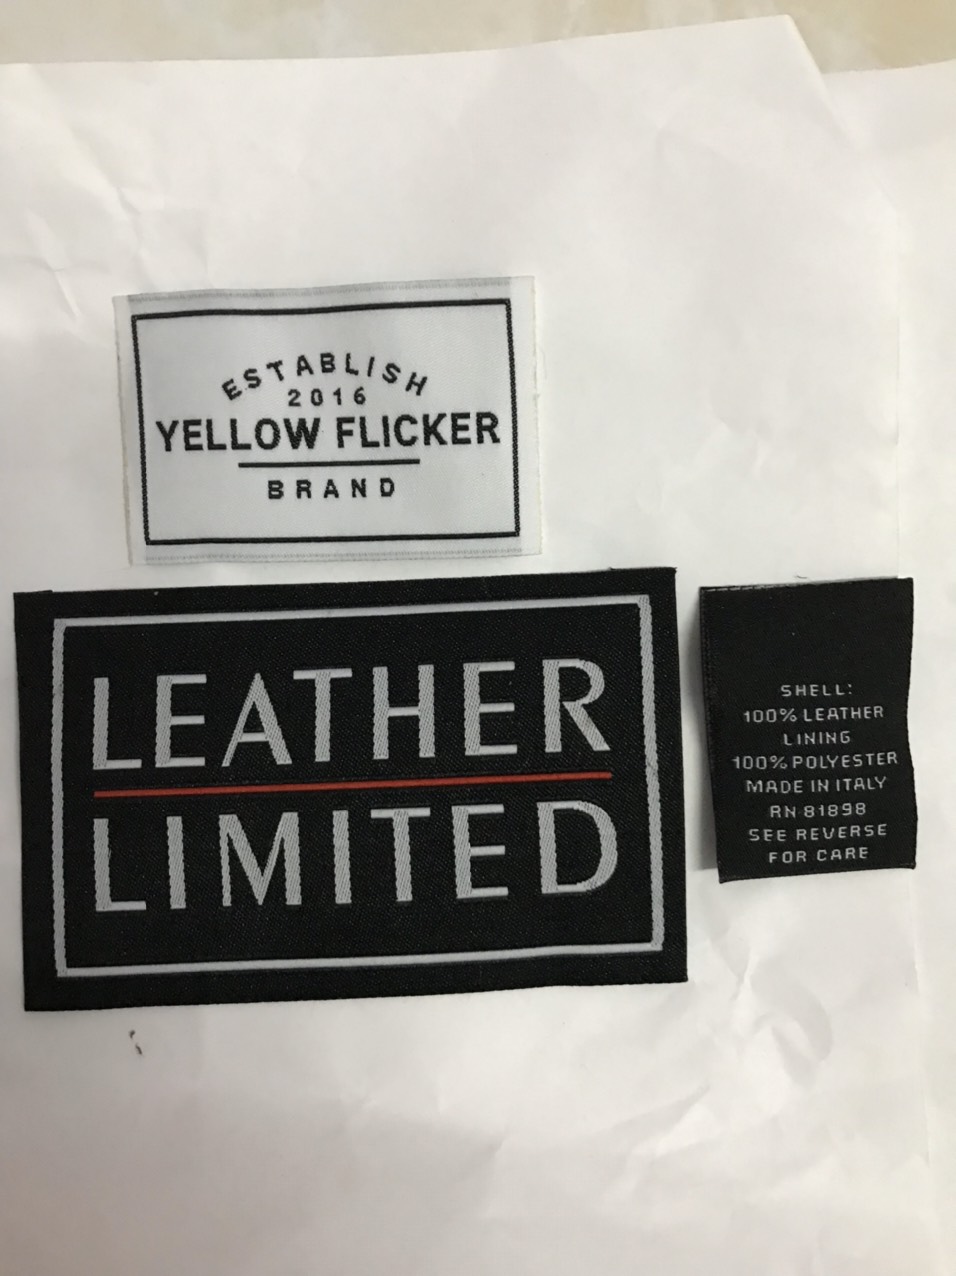 ESTABLISH
2016
YELLOW FLICKER
BRAND
LEATHER
LIMITED
SHELL:
100% LEATHER
LINING
100% POLYESTER
MADE IN ITALY
RN 81898
SEE REVERSE
FOR CARE